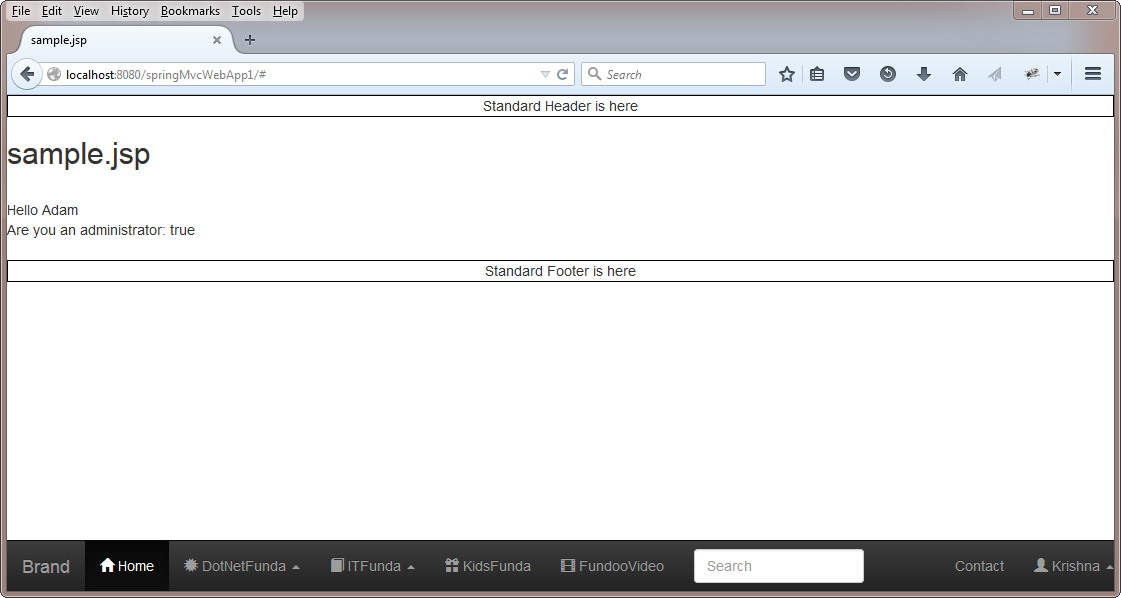 File Edit View History Bookmarks Tools Help
sample.jsp
localhost:8080/springMvcWebApp1/#
Search
Standard Header is here
sample.jsp
Hello Adam
Are you an administrator: true
Standard Footer is here
Brand Home DotNetFunda ITFunda KidsFunda FundooVideo Search Contact Krishna